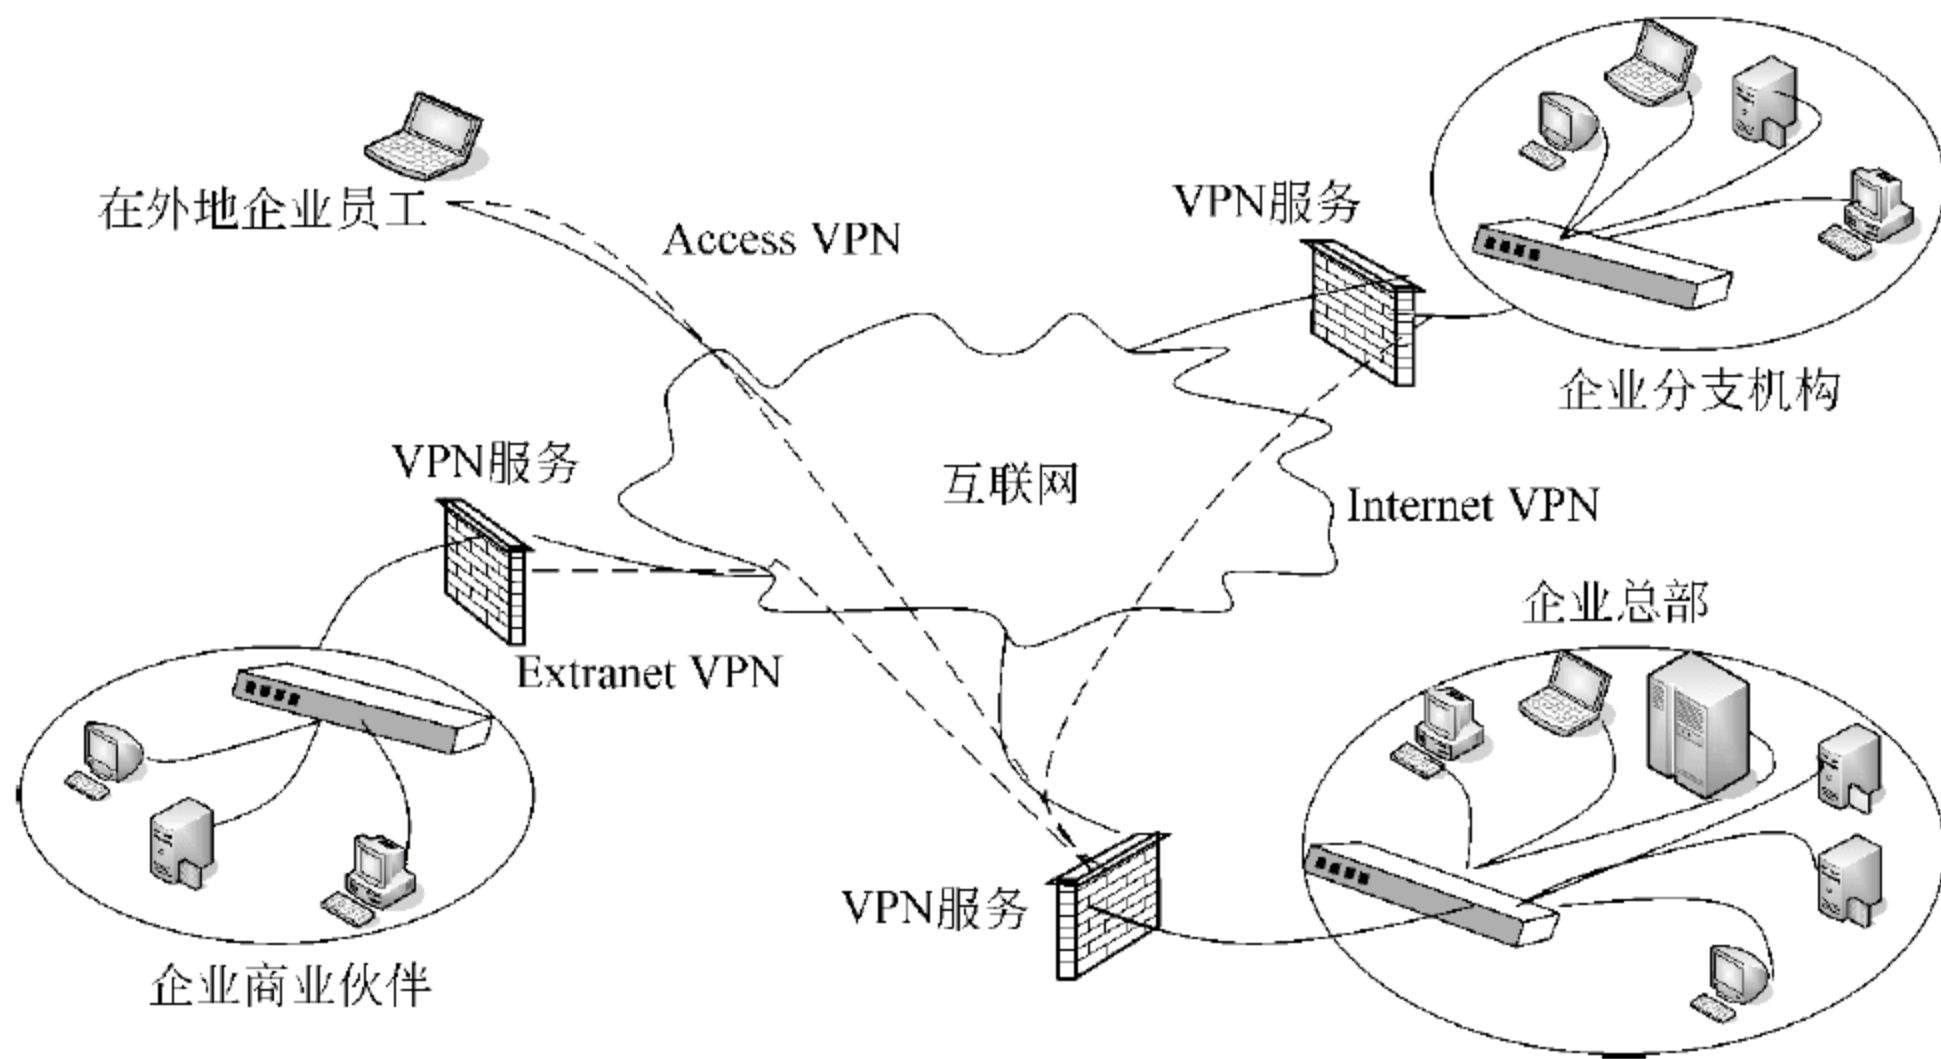 在外地企业员工
Access VPN
VPN服务
企业分支机构
VPN服务
互联网
Internet VPN
企业总部
Extranet VPN
VPN服务
企业商业伙伴